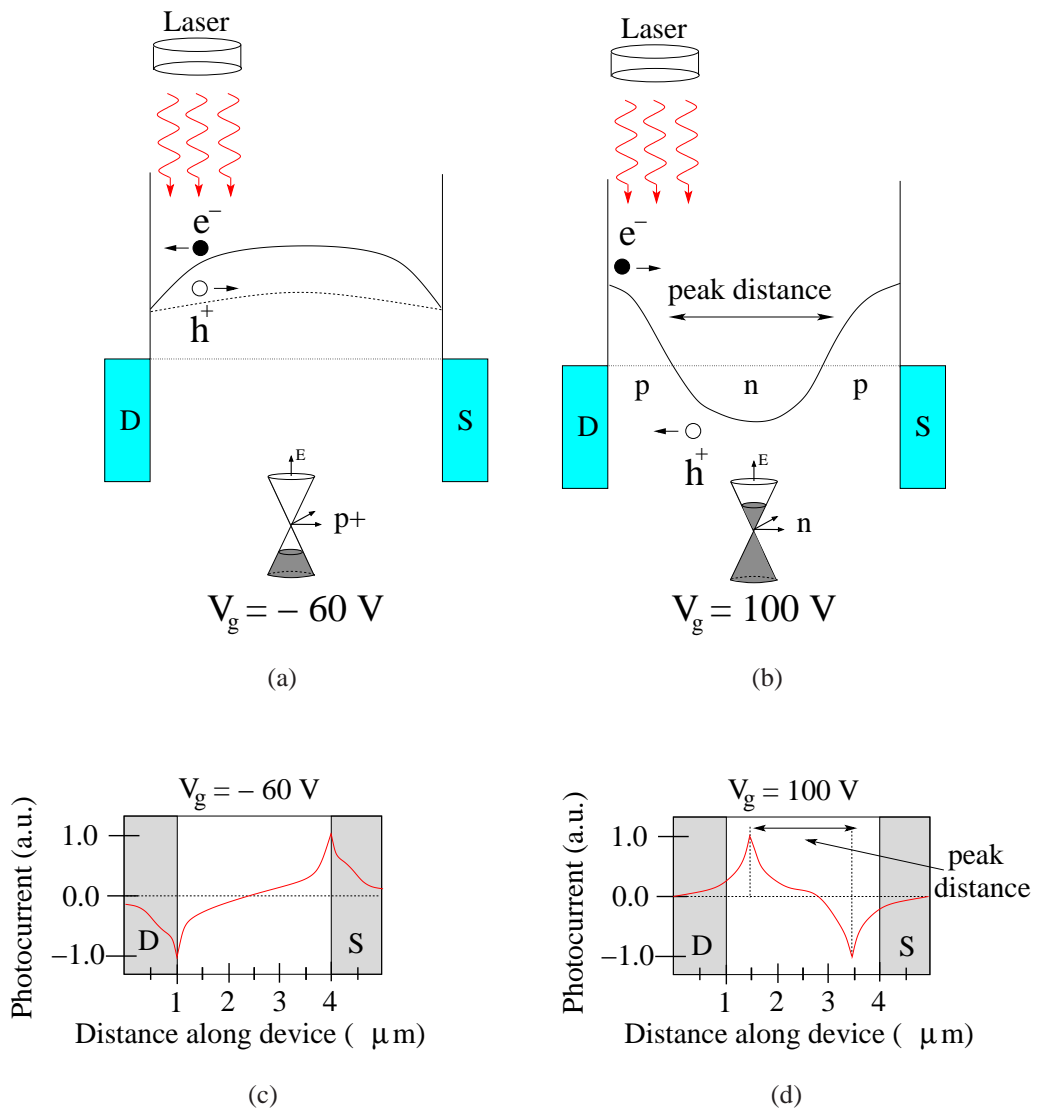 Laser
e−
h+
D
S
E
p+
Vg = − 60 V
(a)
Laser
e−
peak distance
p
n
p
D
S
h+
E
n
Vg = 100 V
(b)
Vg = − 60 V
Photocurrent (a.u.)
1.0
0.0
−1.0
D
S
1 2 3 4
Distance along device ( μm)
(c)
Vg = 100 V
Photocurrent (a.u.)
1.0
0.0
−1.0
peak
distance
D
S
1 2 3 4
Distance along device ( μm)
(d)